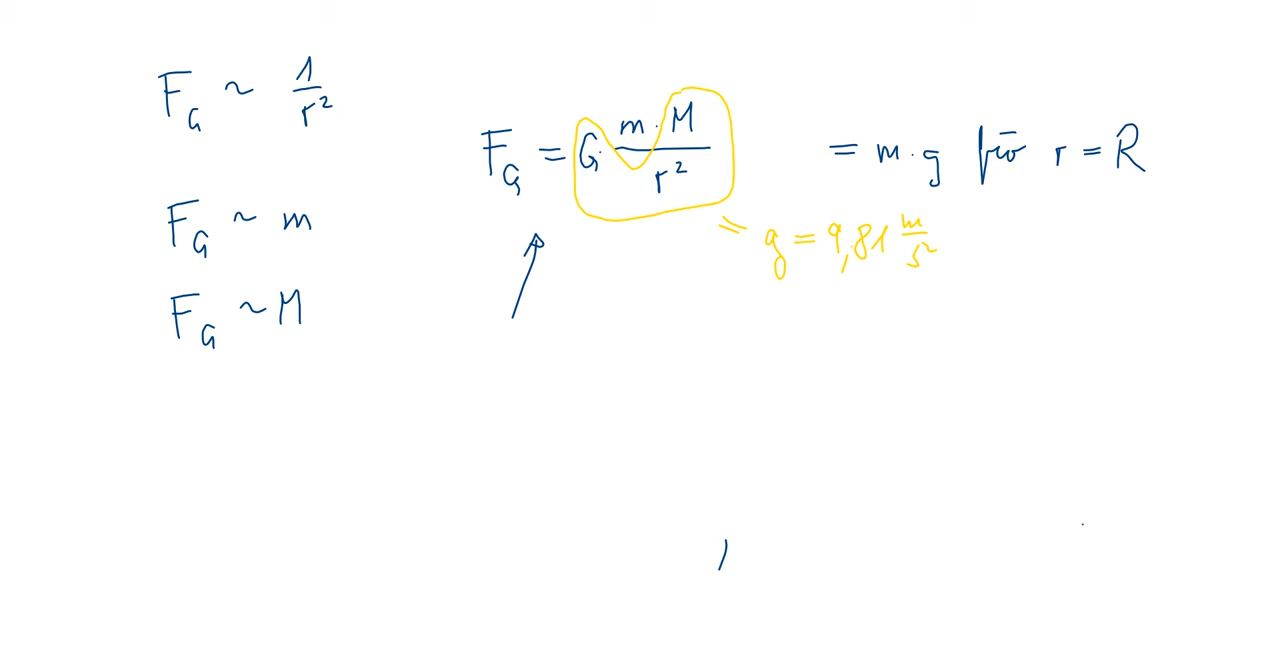 F_G ~ 1/r²
F_G = G · m · M / r² = m · g für r = R
= g = 9,81 m/s²
F_G ~ m
F_G ~ M